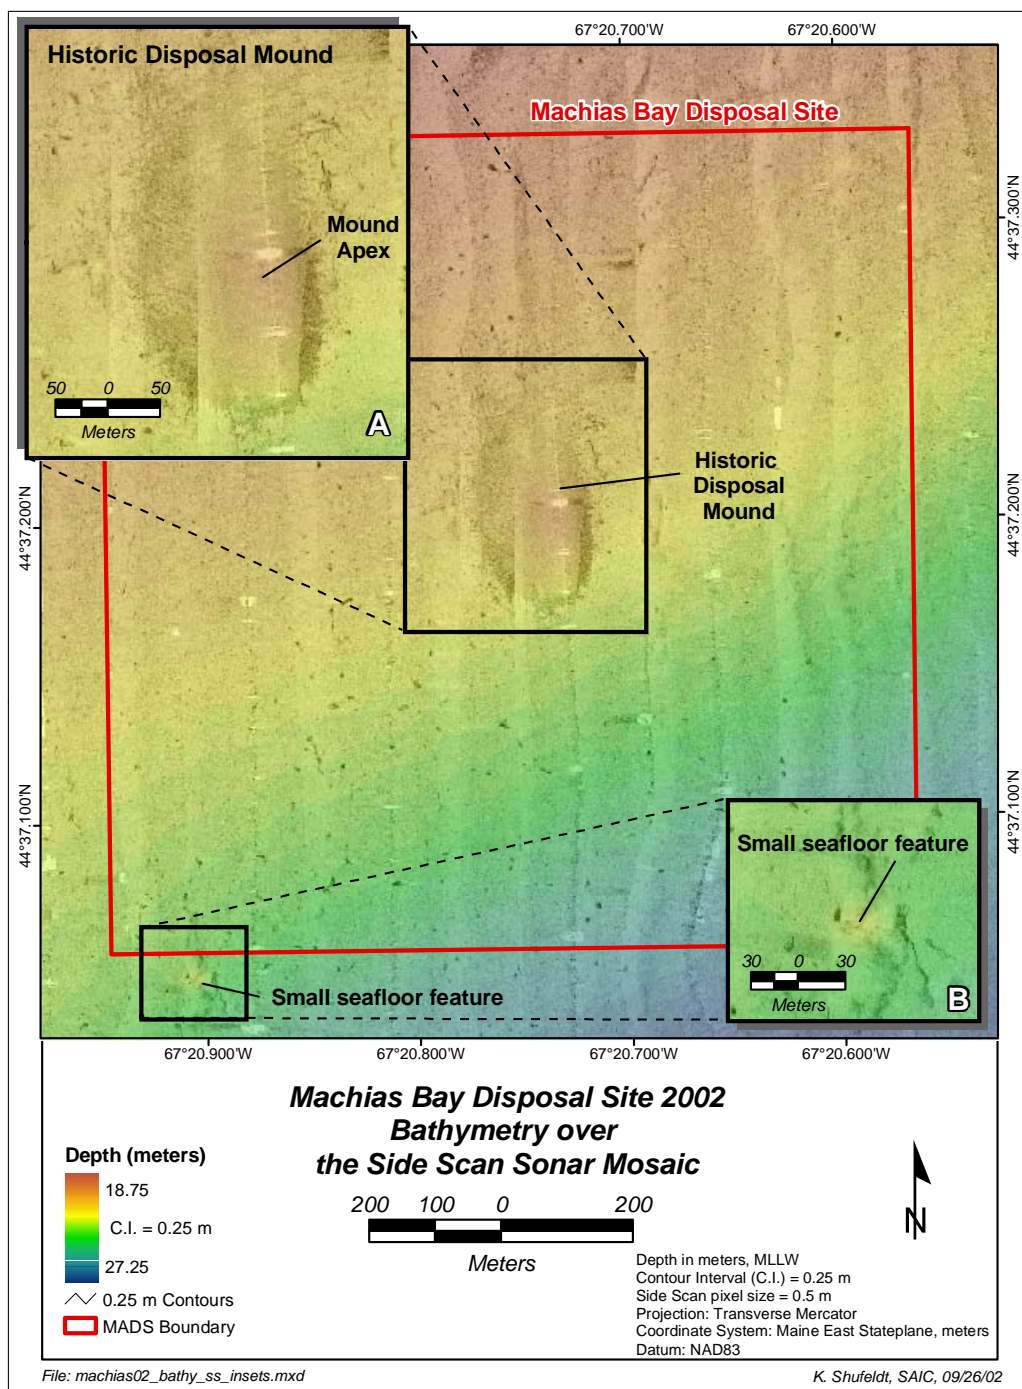 Historic Disposal Mound
67°20.700'W
67°20.600'W
Machias Bay Disposal Site
Mound
Apex
44°37.300'N
50 0 50
Meters
A
Historic
Disposal
Mound
44°37.200'N
44°37.200'N
44°37.100'N
44°37.100'N
Small seafloor feature
30 0 30
Meters
B
Small seafloor feature
67°20.900'W
67°20.800'W
67°20.700'W
67°20.600'W
Machias Bay Disposal Site 2002
Bathymetry over
the Side Scan Sonar Mosaic
Depth (meters)
18.75
C.I. = 0.25 m
27.25
0.25 m Contours
MADS Boundary
200 100 0 200
Meters
N
Depth in meters, MLLW
Contour Interval (C.I.) = 0.25 m
Side Scan pixel size = 0.5 m
Projection: Transverse Mercator
Coordinate System: Maine East Stateplane, meters
Datum: NAD83
File: machias02_bathy_ss_insets.mxd
K. Shufeldt, SAIC, 09/26/02